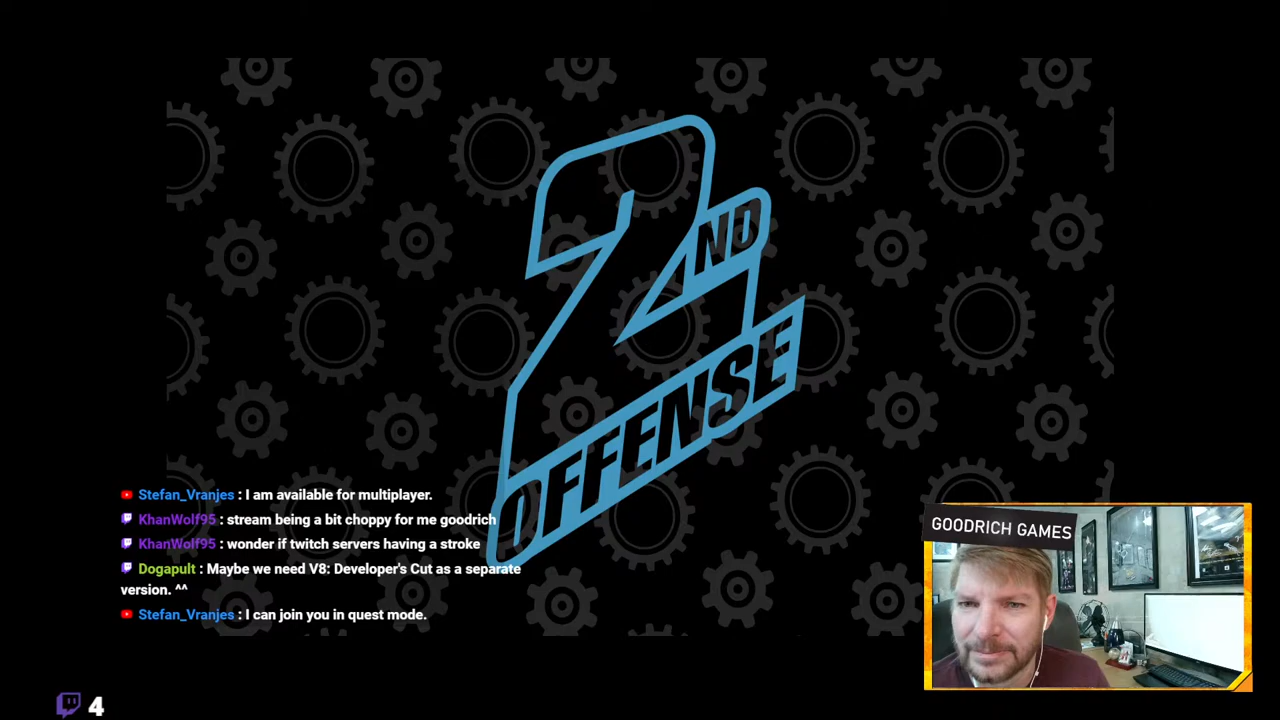 2
ND
OFFENSE
Stefan_Vranjes : I am available for multiplayer.
KhanWolf95 : stream being a bit choppy for me goodrich
KhanWolf95 : wonder if twitch servers having a stroke
Dogapult : Maybe we need V8: Developer's Cut as a separate
version. ^^
Stefan_Vranjes : I can join you in quest mode.
GOODRICH GAMES
4